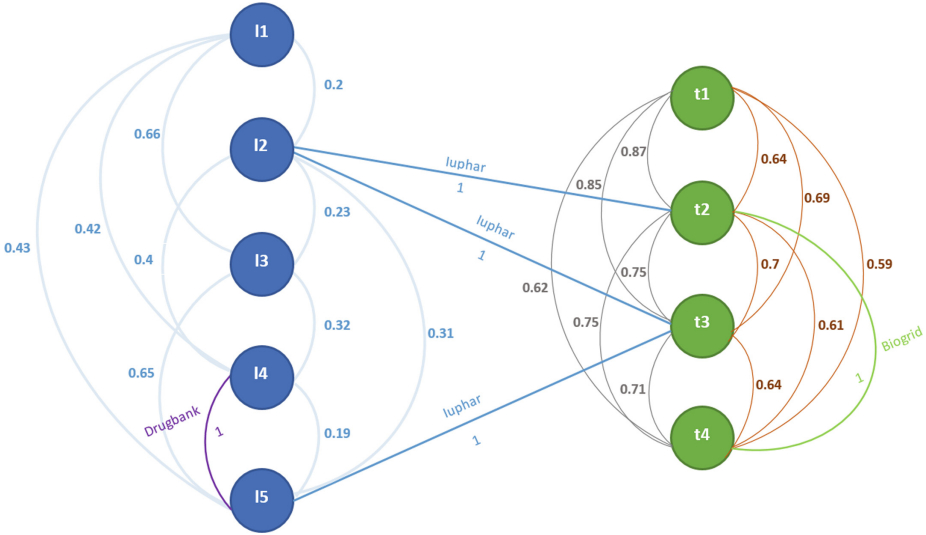 l1
0.2
t1
0.66
0.87
0.64
l2
Iuphar
1
0.85
0.69
0.23
t2
Iuphar
1
0.42
0.43
0.4
l3
0.75
0.7
0.59
0.62
0.32
0.31
0.75
t3
0.61
Biogrid
1
0.65
l4
0.71
0.64
Drugbank
1
0.19
Iuphar
1
t4
l5